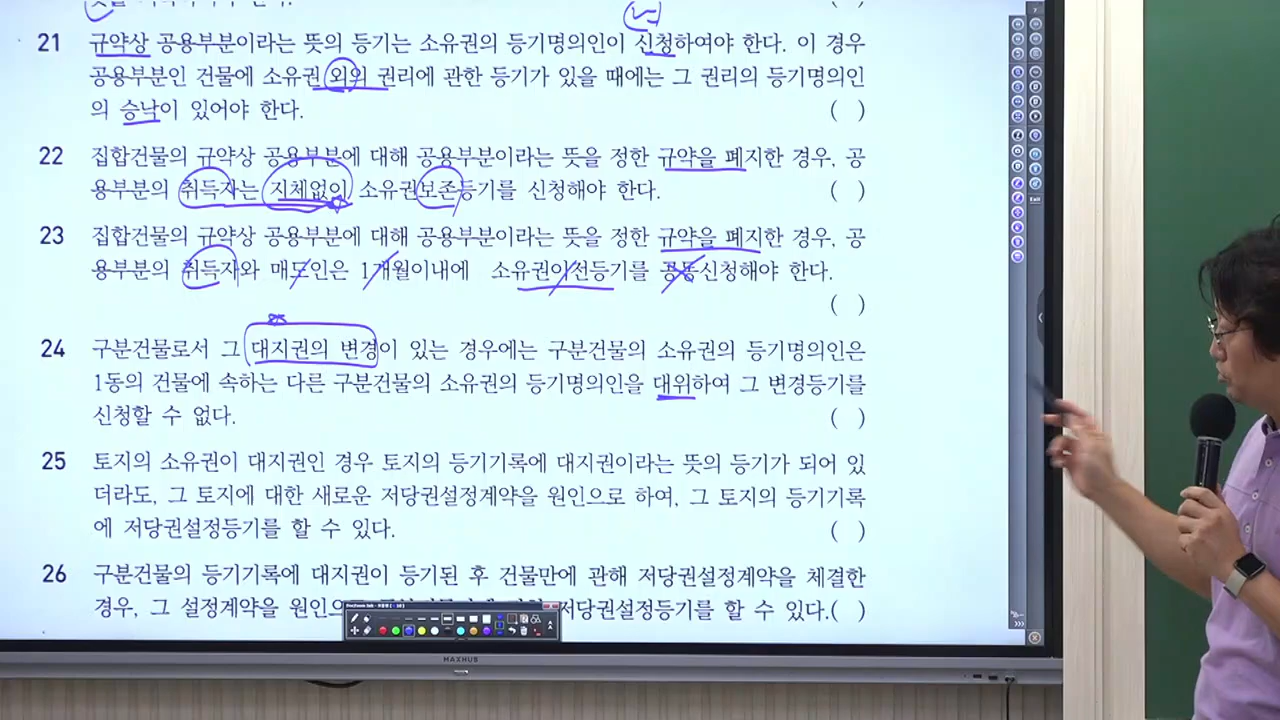 21 규약상 공용부분이라는 뜻의 등기는 소유권의 등기명의인이 신청하여야 한다. 이 경우
공용부분인 건물에 소유권 외의 권리에 관한 등기가 있을 때에는 그 권리의 등기명의인
의 승낙이 있어야 한다. ( )
22 집합건물의 규약상 공용부분에 대해 공용부분이라는 뜻을 정한 규약을 폐지한 경우, 공
용부분의 취득자는 지체없이 소유권보존등기를 신청해야 한다. ( )
23 집합건물의 규약상 공용부분에 대해 공용부분이라는 뜻을 정한 규약을 폐지한 경우, 공
용부분의 취득자와 매도인은 1개월이내에 소유권이전등기를 공동신청해야 한다.
( )
24 구분건물로서 그 대지권의 변경이 있는 경우에는 구분건물의 소유권의 등기명의인은
1동의 건물에 속하는 다른 구분건물의 소유권의 등기명의인을 대위하여 그 변경등기를
신청할 수 없다. ( )
25 토지의 소유권이 대지권인 경우 토지의 등기기록에 대지권이라는 뜻의 등기가 되어 있
더라도, 그 토지에 대한 새로운 저당권설정계약을 원인으로 하여, 그 토지의 등기기록
에 저당권설정등기를 할 수 있다. ( )
26 구분건물의 등기기록에 대지권이 등기된 후 건물만에 관해 저당권설정계약을 체결한
경우, 그 설정계약을 원인으 저당권설정등기를 할 수 있다.( )
MAXHUB